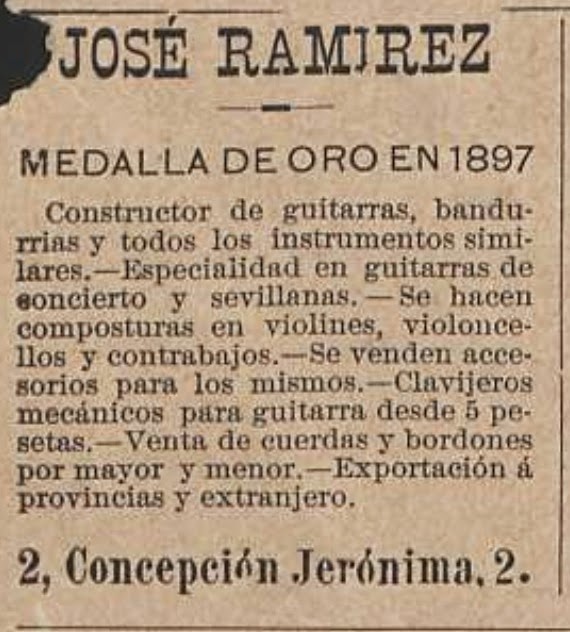 JOSÉ RAMIREZ
MEDALLA DE ORO EN 1897
Constructor de guitarras, bandu-
rrias y todos los instrumentos simi-
lares.—Especialidad en guitarras de
concierto y sevillanas.—Se hacen
composturas en violines, violonce-
llos y contrabajos.—Se venden acce-
sorios para los mismos.—Clavijeros
mecánicos para guitarra desde 5 pe-
setas.—Venta de cuerdas y bordones
por mayor y menor.—Exportación á
provincias y extranjero.
2, Concepción Jerónima, 2.